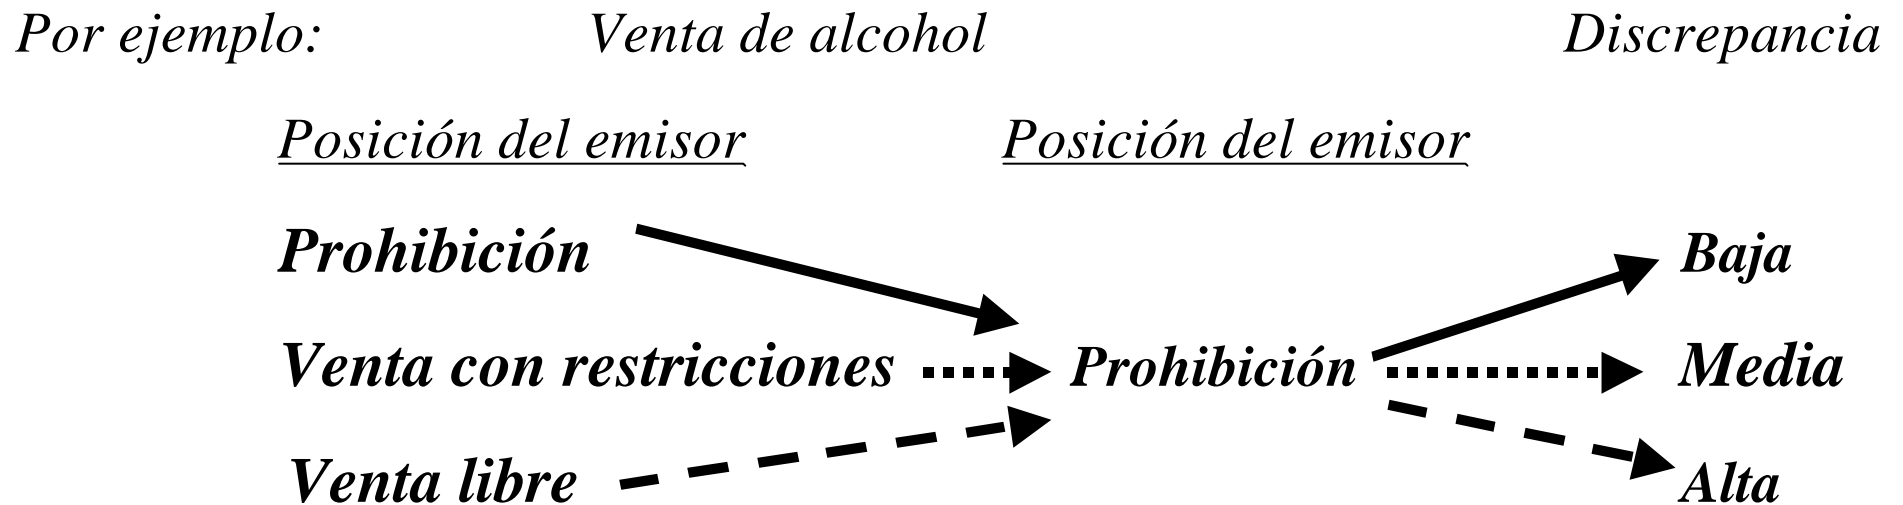 Por ejemplo: Venta de alcohol Discrepancia
Posición del emisor Posición del emisor
Prohibición Baja
Venta con restricciones Prohibición Media
Venta libre Alta